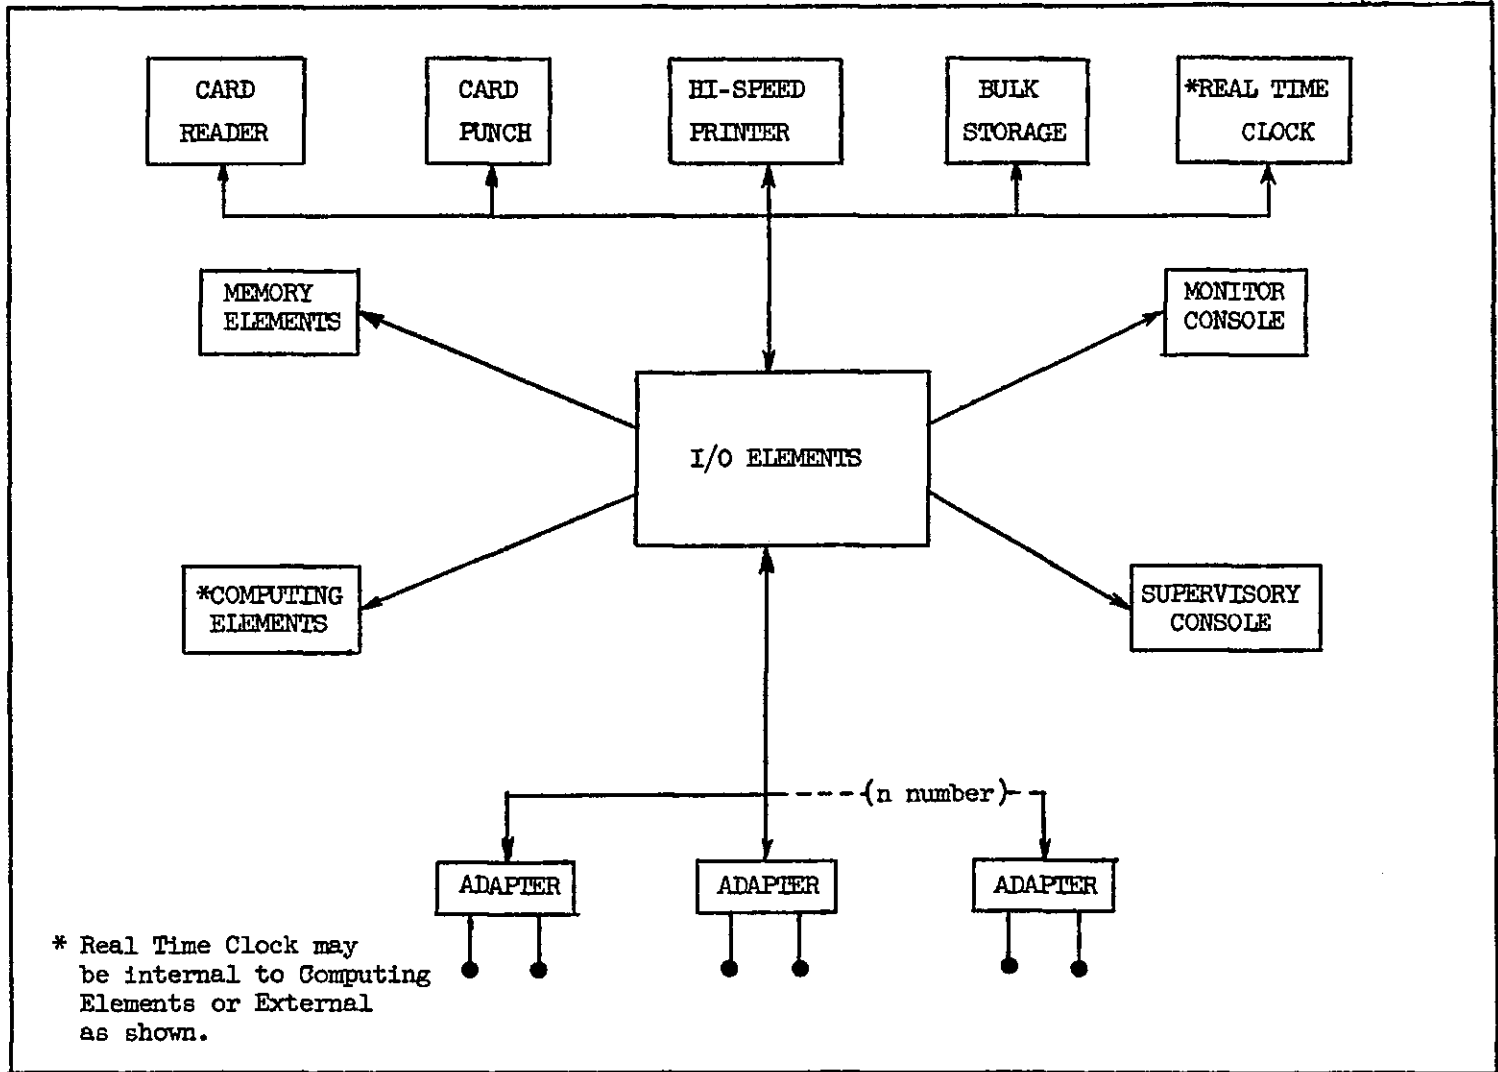 CARD
READER
CARD
PUNCH
HI-SPEED
PRINTER
BULK
STORAGE
*REAL TIME
CLOCK
MEMORY
ELEMENTS
MONITOR
CONSOLE
I/O ELEMENTS
*COMPUTING
ELEMENTS
SUPERVISORY
CONSOLE
(n number)
ADAPTER
ADAPTER
ADAPTER
* Real Time Clock may
be internal to Computing
Elements or External
as shown.